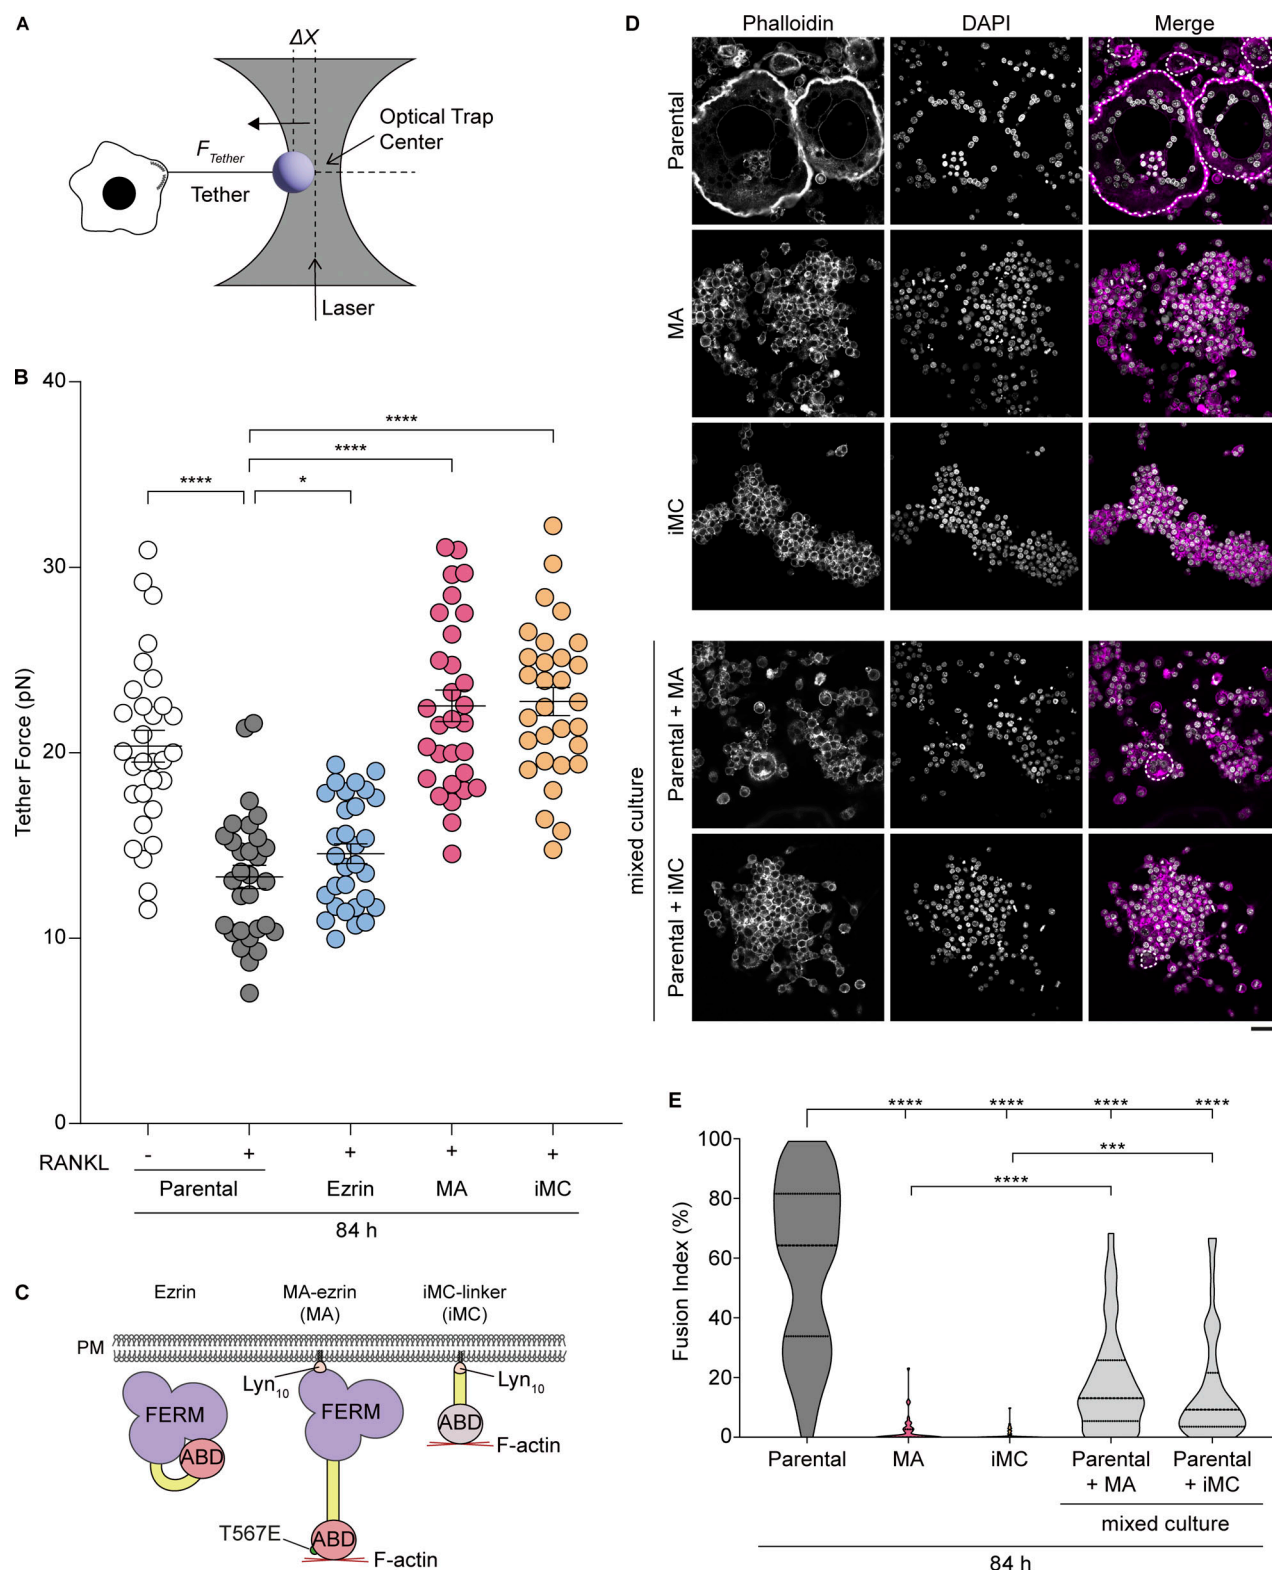 A
ΔX
Optical Trap
Center
F Tether
Tether
Laser
B
Tether Force (pN)
40
30
20
10
0
****
****
****
*
RANKL
-
+
+
+
+
Parental
Ezrin
MA
iMC
84 h
C
Ezrin
MA-ezrin
(MA)
iMC-linker
(iMC)
PM
Lyn10
Lyn10
FERM
FERM
ABD
ABD
F-actin
T567E
ABD
F-actin
D
Phalloidin
DAPI
Merge
Parental
MA
iMC
mixed culture
Parental + MA
Parental + iMC
E
****
****
****
****
***
****
Fusion Index (%)
100
80
60
40
20
0
Parental
MA
iMC
Parental
+ MA
Parental
+ iMC
mixed culture
84 h